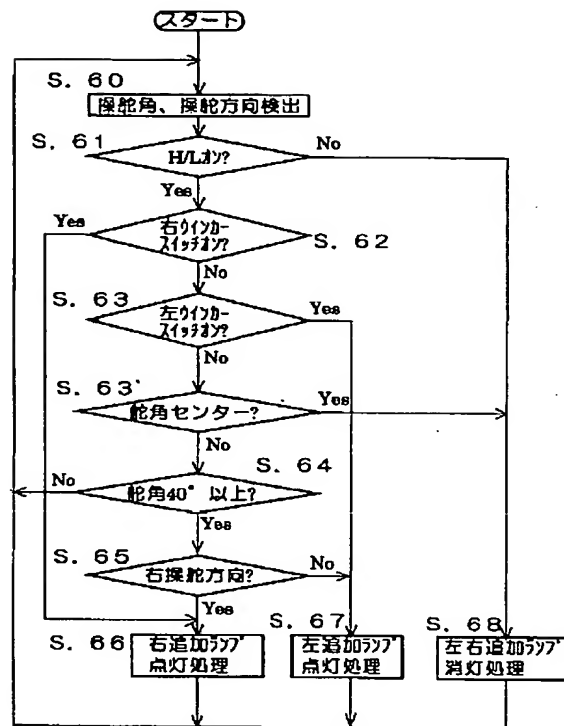 スタート
S. 60
操舵角、操舵方向検出
S. 61
H/Lオン?
No
Yes
Yes
右ウインカー
スイッチオン?
S. 62
No
S. 63
左ウインカー
スイッチオン?
Yes
No
S. 63'
舵角センター?
Yes
No
S. 64
No
舵角40°以上?
Yes
S. 65
右操舵方向?
No
Yes
S. 66
右追加ランプ
点灯処理
S. 67
左追加ランプ
点灯処理
S. 68
左右追加ランプ
消灯処理